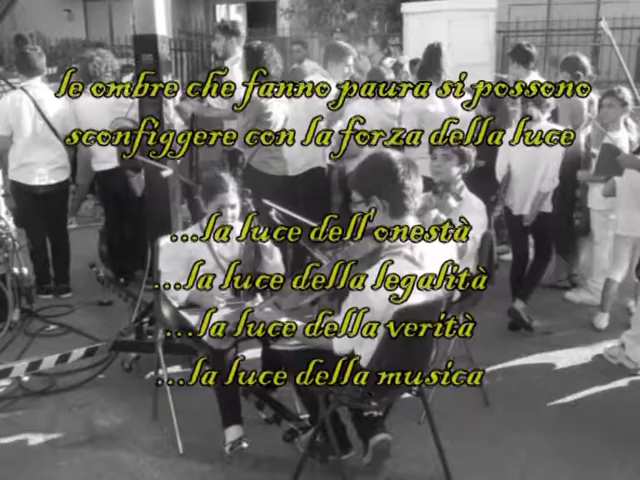 le ombre che fanno paura si possono
sconfiggere con la forza della luce
...la luce dell'onestà
...la luce della legalità
...la luce della verità
...la luce della musica